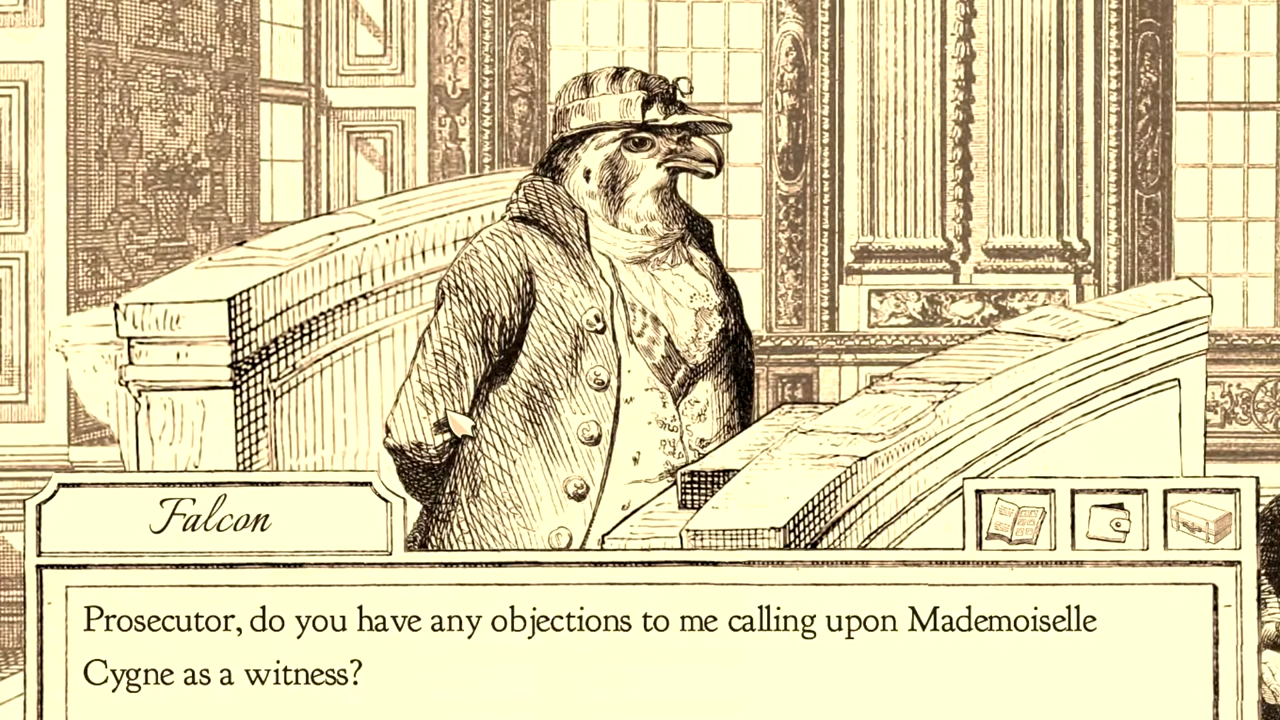 Falcon
Prosecutor, do you have any objections to me calling upon Mademoiselle
Cygne as a witness?